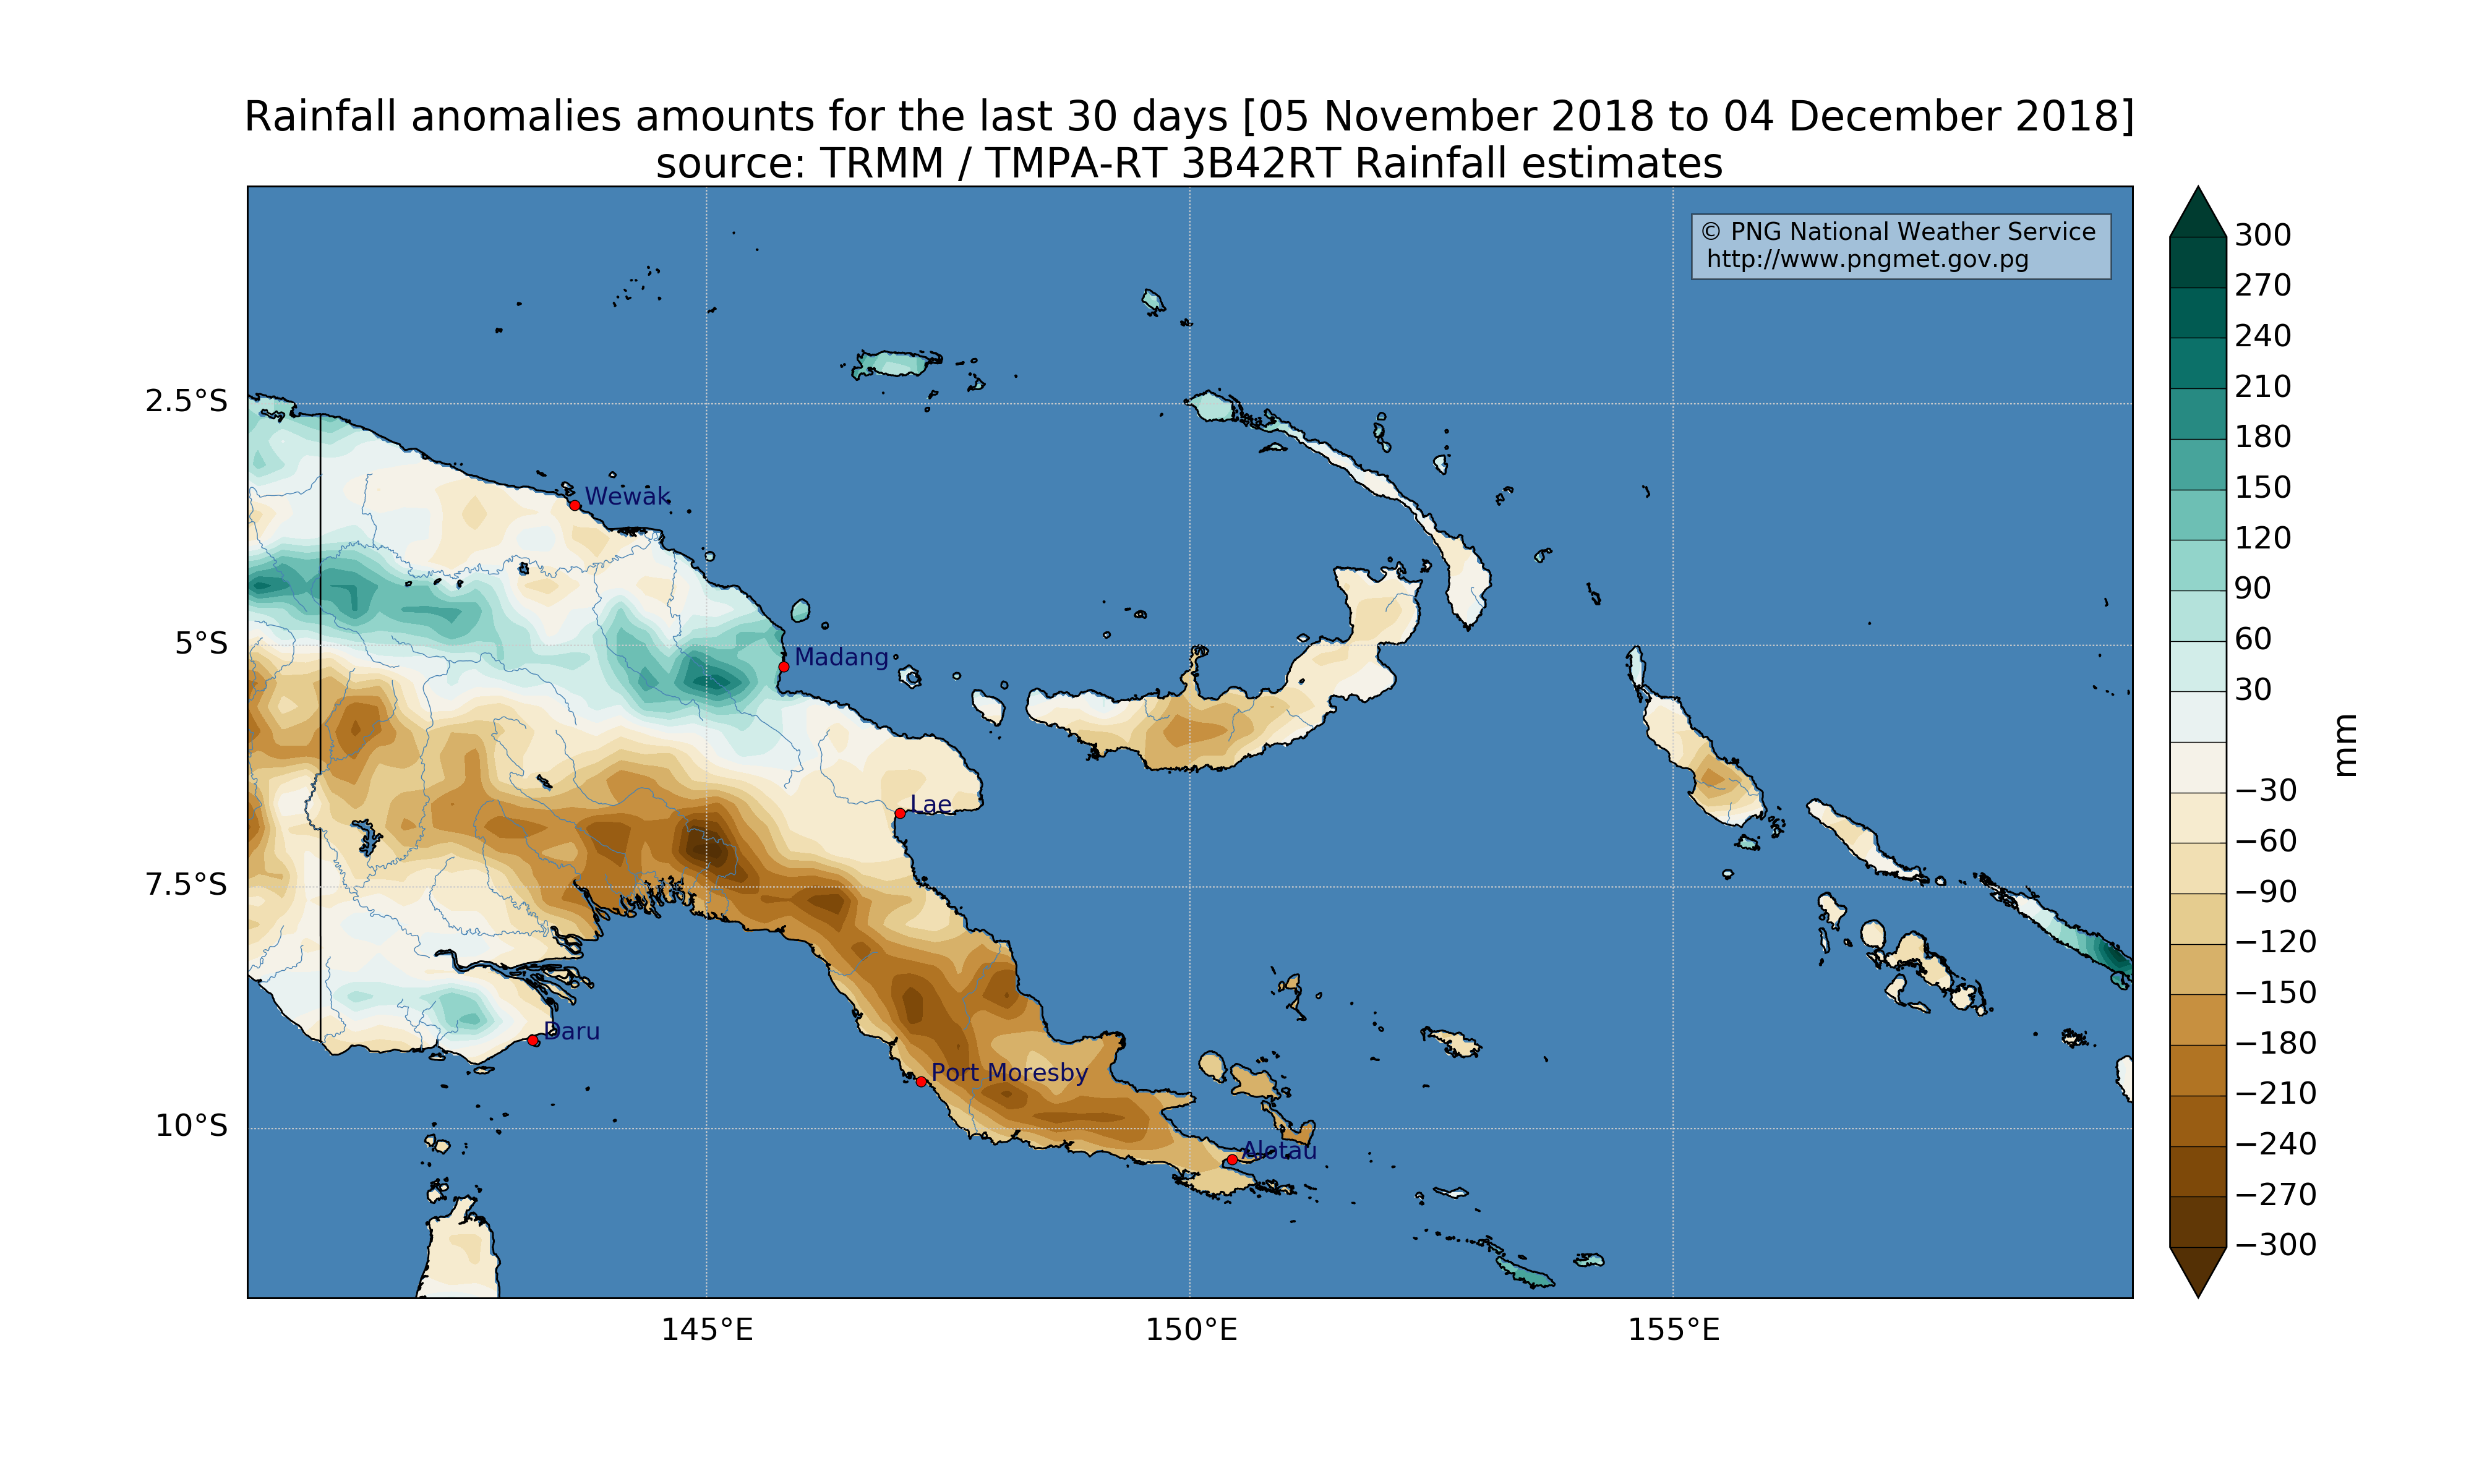 Rainfall anomalies amounts for the last 30 days [05 November 2018 to 04 December 2018]
source: TRMM / TMPA-RT 3B42RT Rainfall estimates
© PNG National Weather Service
http://www.pngmet.gov.pg
2.5°S
5°S
7.5°S
10°S
Wewak
Madang
Lae
Daru
Port Moresby
Alotau
145°E
150°E
155°E
300
270
240
210
180
150
120
90
60
30
−30
−60
−90
−120
−150
−180
−210
−240
−270
−300
mm